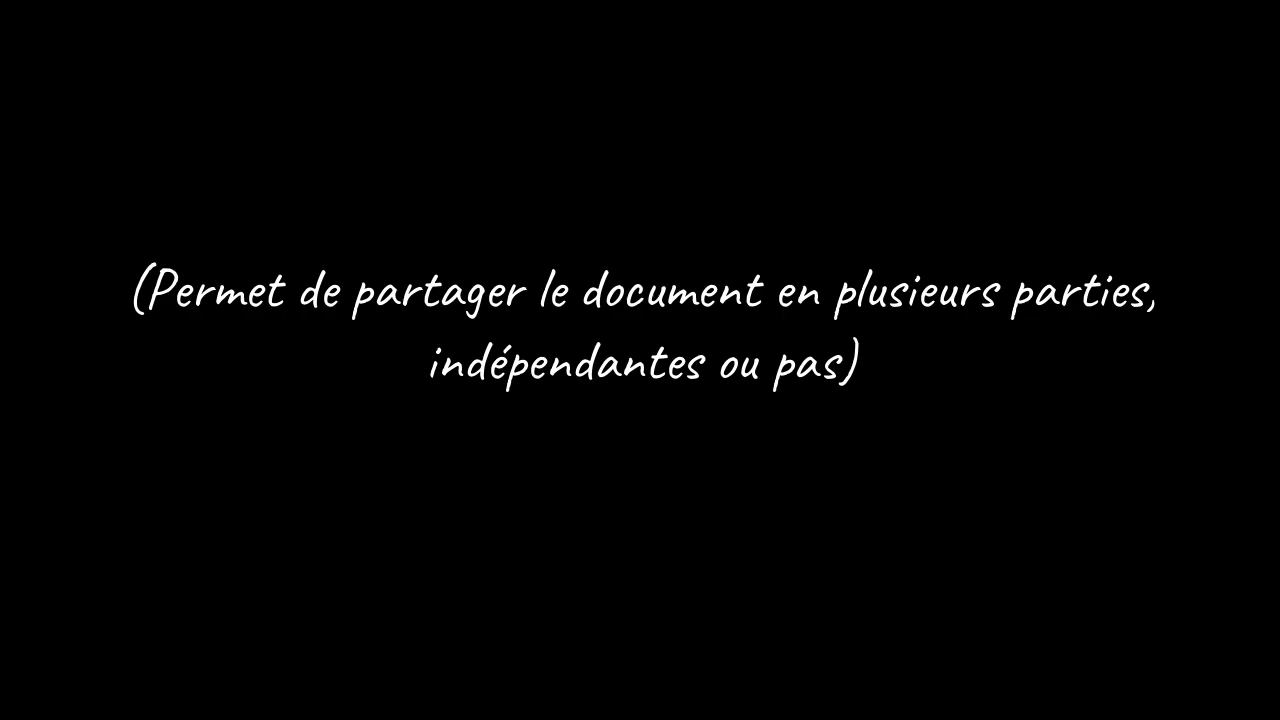 (Permet de partager le document en plusieurs parties,
indépendantes ou pas)